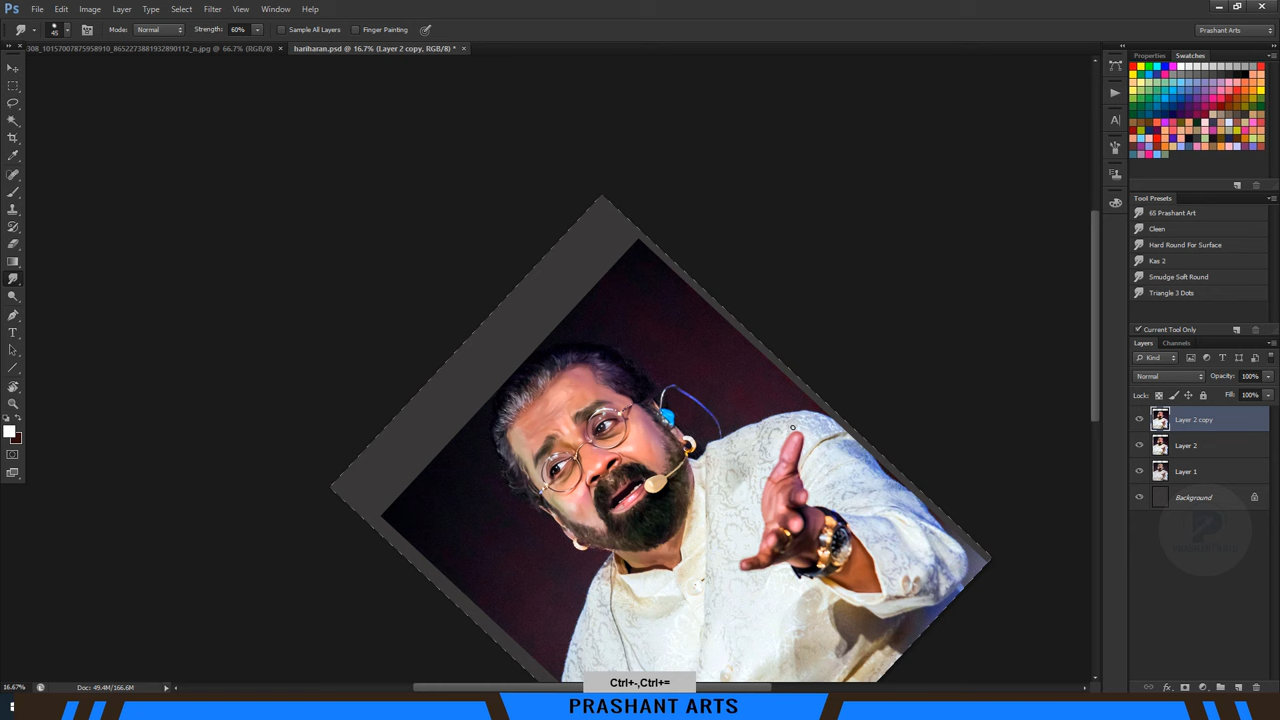 Ps File Edit Image Layer Type Select Filter View Window Help
45 Mode: Normal Strength: 60% Sample All Layers Finger Painting Prashant Arts
308_10157007875958910_8652273881932890112_n.jpg @ 66.7% (RGB/8) × hariharan.psd @ 16.7% (Layer 2 copy, RGB/8) * ×
Properties Swatches
Tool Presets
65 Prashant Art
Cleen
Hard Round For Surface
Kas 2
Smudge Soft Round
Triangle 3 Dots
Current Tool Only
Layers Channels
Kind
Normal Opacity: 100%
Lock: Fill: 100%
Layer 2 copy
Layer 2
Layer 1
Background
PRASHANT ARTS
16.67% Doc: 49.4M/166.6M
Ctrl+-,Ctrl+=
PRASHANT ARTS